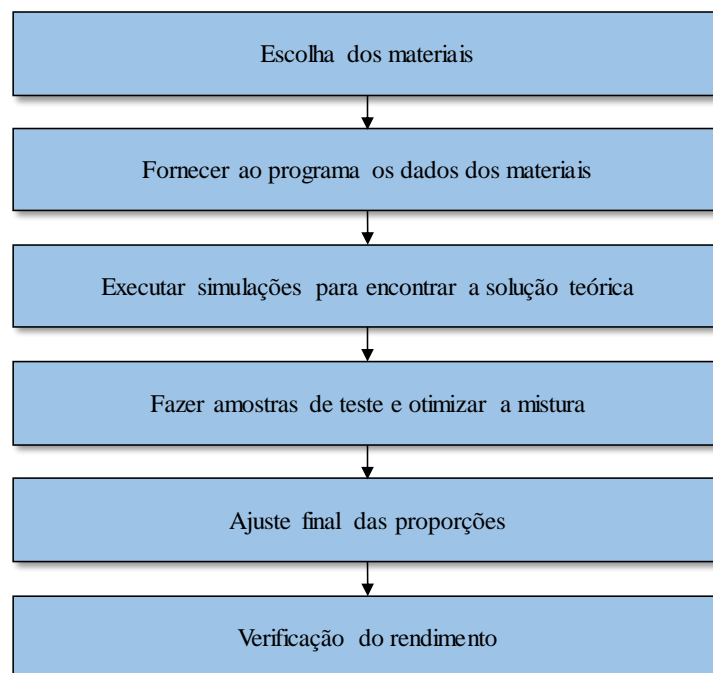 Escolha dos materiais
Fornecer ao programa os dados dos materiais
Executar simulações para encontrar a solução teórica
Fazer amostras de teste e otimizar a mistura
Ajuste final das proporções
Verificação do rendimento